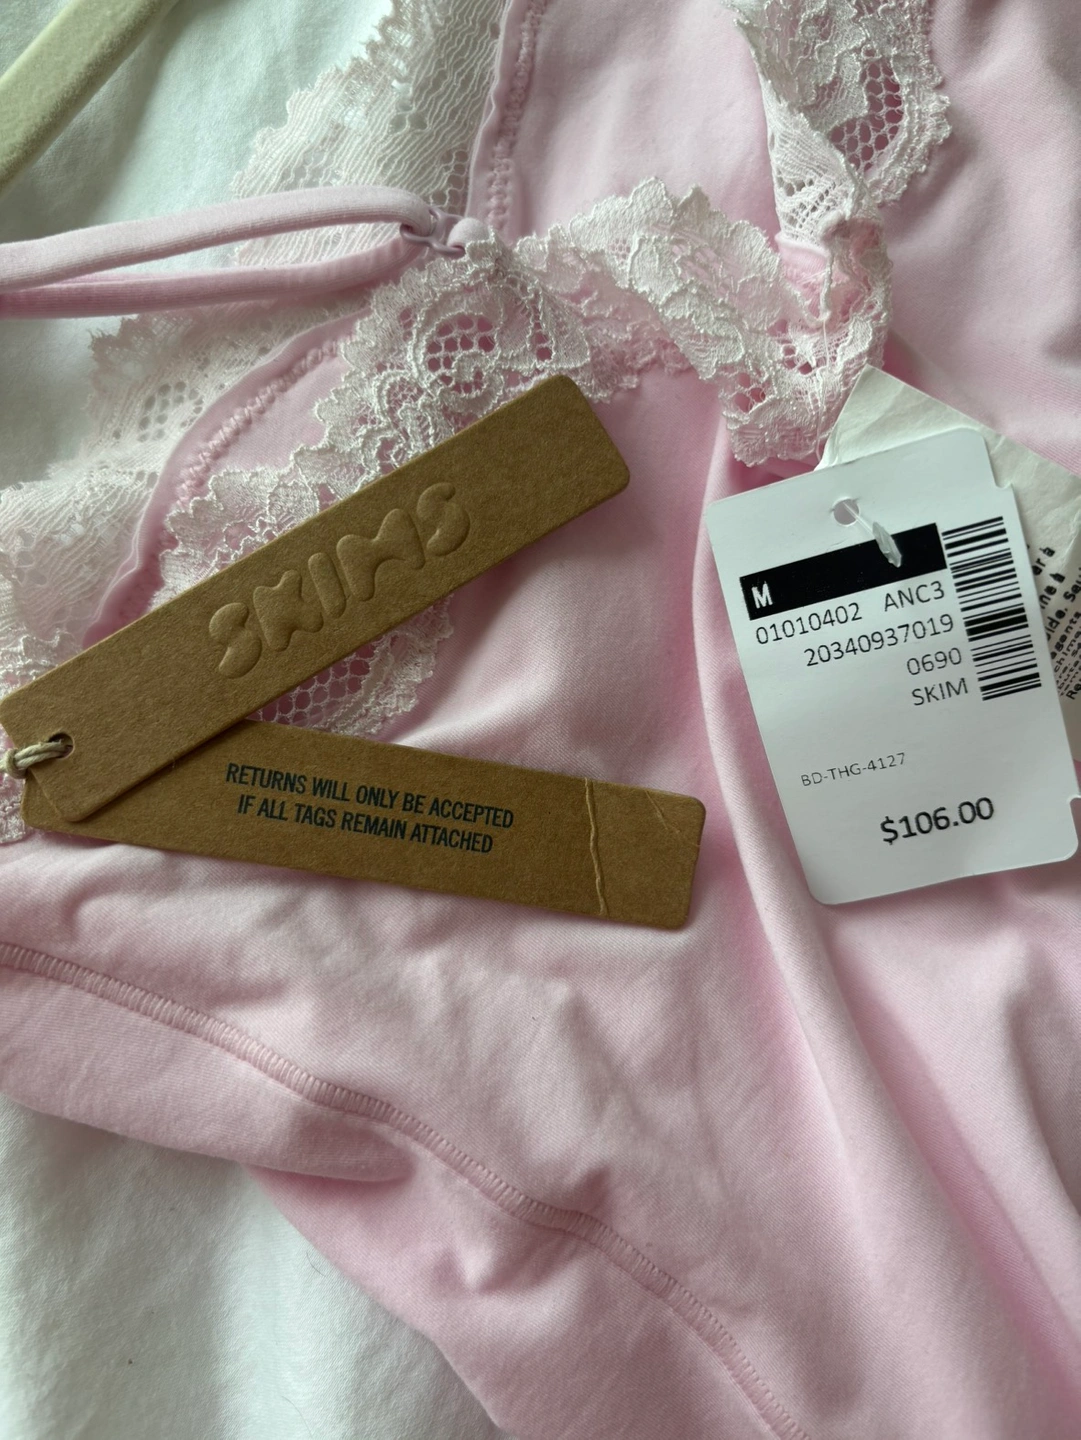 SKIMS
RETURNS WILL ONLY BE ACCEPTED
IF ALL TAGS REMAIN ATTACHED
M
01010402 ANC3
20340937019
0690
SKIM
BD-THG-4127
$106.00